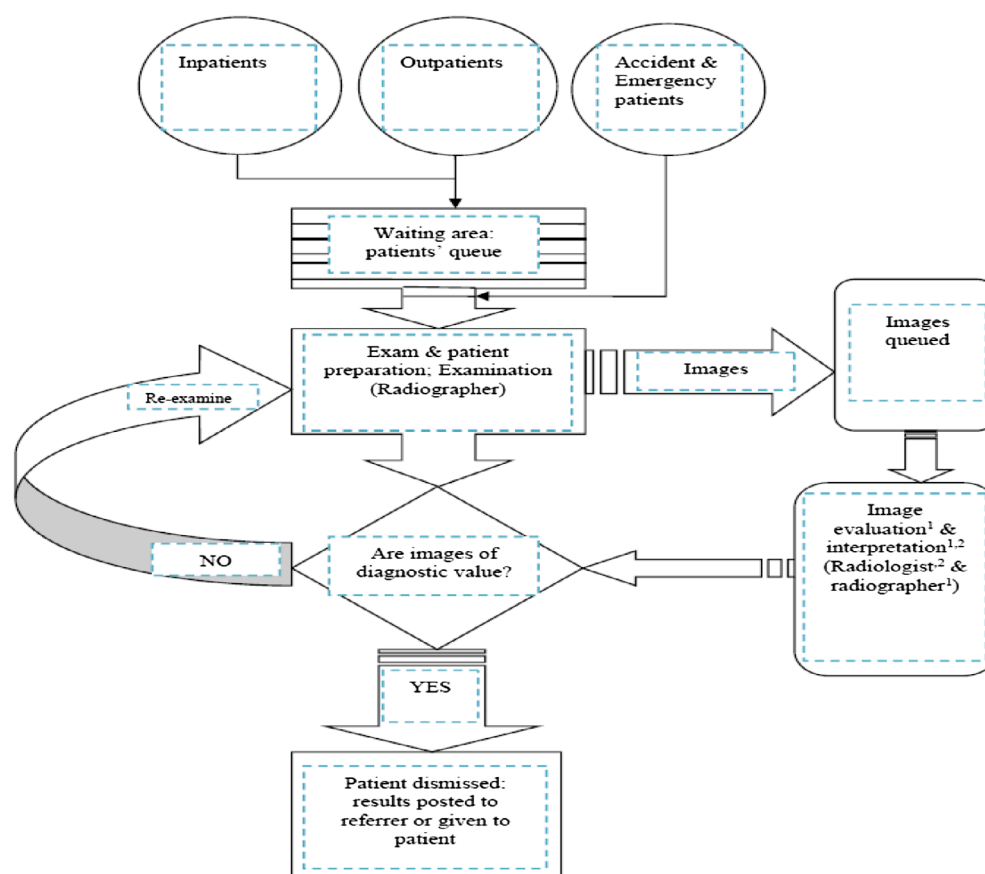 Inpatients
Outpatients
Accident &
Emergency
patients
Waiting area:
patients’ queue
Exam & patient
preparation; Examination
(Radiographer)
Images
Images
queued
Re-examine
Image
evaluation¹ &
interpretation¹,²
(Radiologist,² &
radiographer¹)
Are images of
diagnostic value?
NO
YES
Patient dismissed:
results posted to
referrer or given to
patient